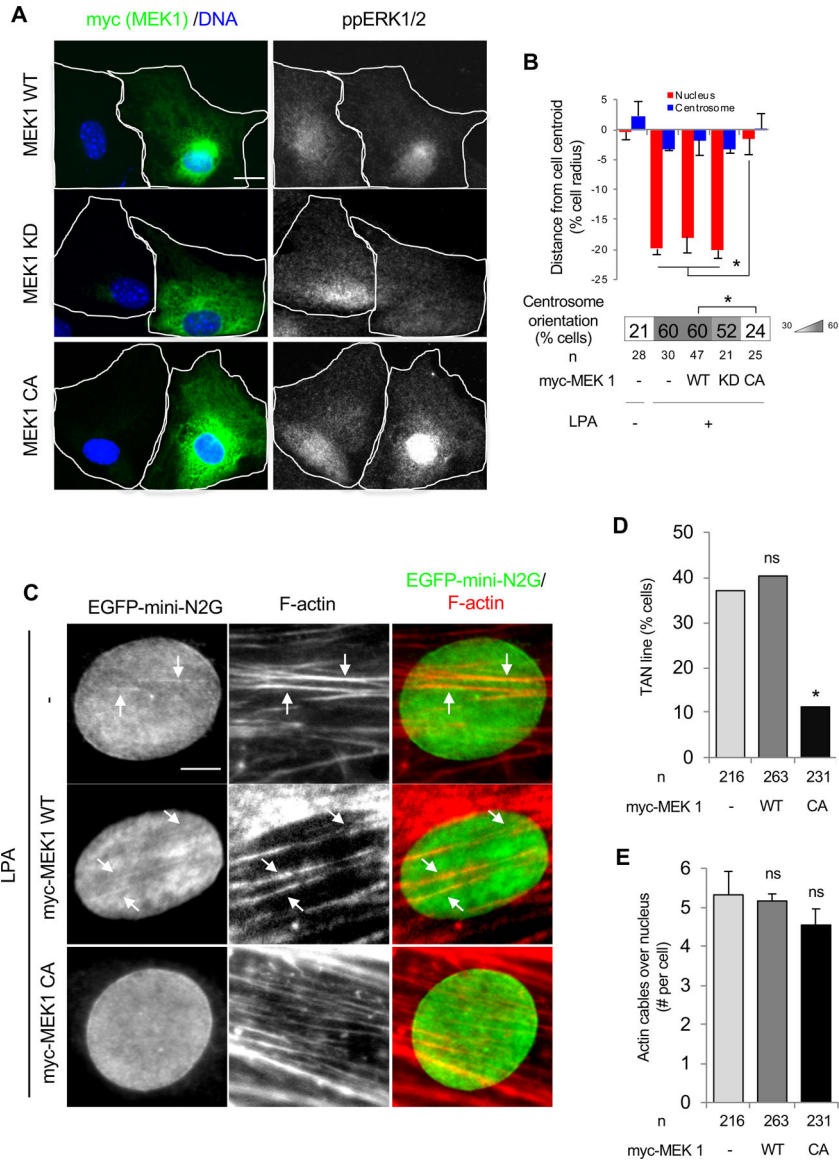 A
myc (MEK1) /DNA
ppERK1/2
MEK1 WT
MEK1 KD
MEK1 CA
B
Nucleus
Centrosome
Distance from cell centroid
(% cell radius)
5
0
-5
-10
-15
-20
-25
*
*
Centrosome
orientation
(% cells)
21 60 60 52 24
30 60
n 28 30 47 21 25
myc-MEK 1 - - WT KD CA
LPA - +
C
EGFP-mini-N2G
F-actin
EGFP-mini-N2G/
F-actin
LPA
-
myc-MEK1 WT
myc-MEK1 CA
D
TAN line (% cells)
50
40
30
20
10
0
ns
*
n 216 263 231
myc-MEK 1 - WT CA
E
Actin cables over nucleus
(# per cell)
6
5
4
3
2
1
0
ns
ns
n 216 263 231
myc-MEK 1 - WT CA